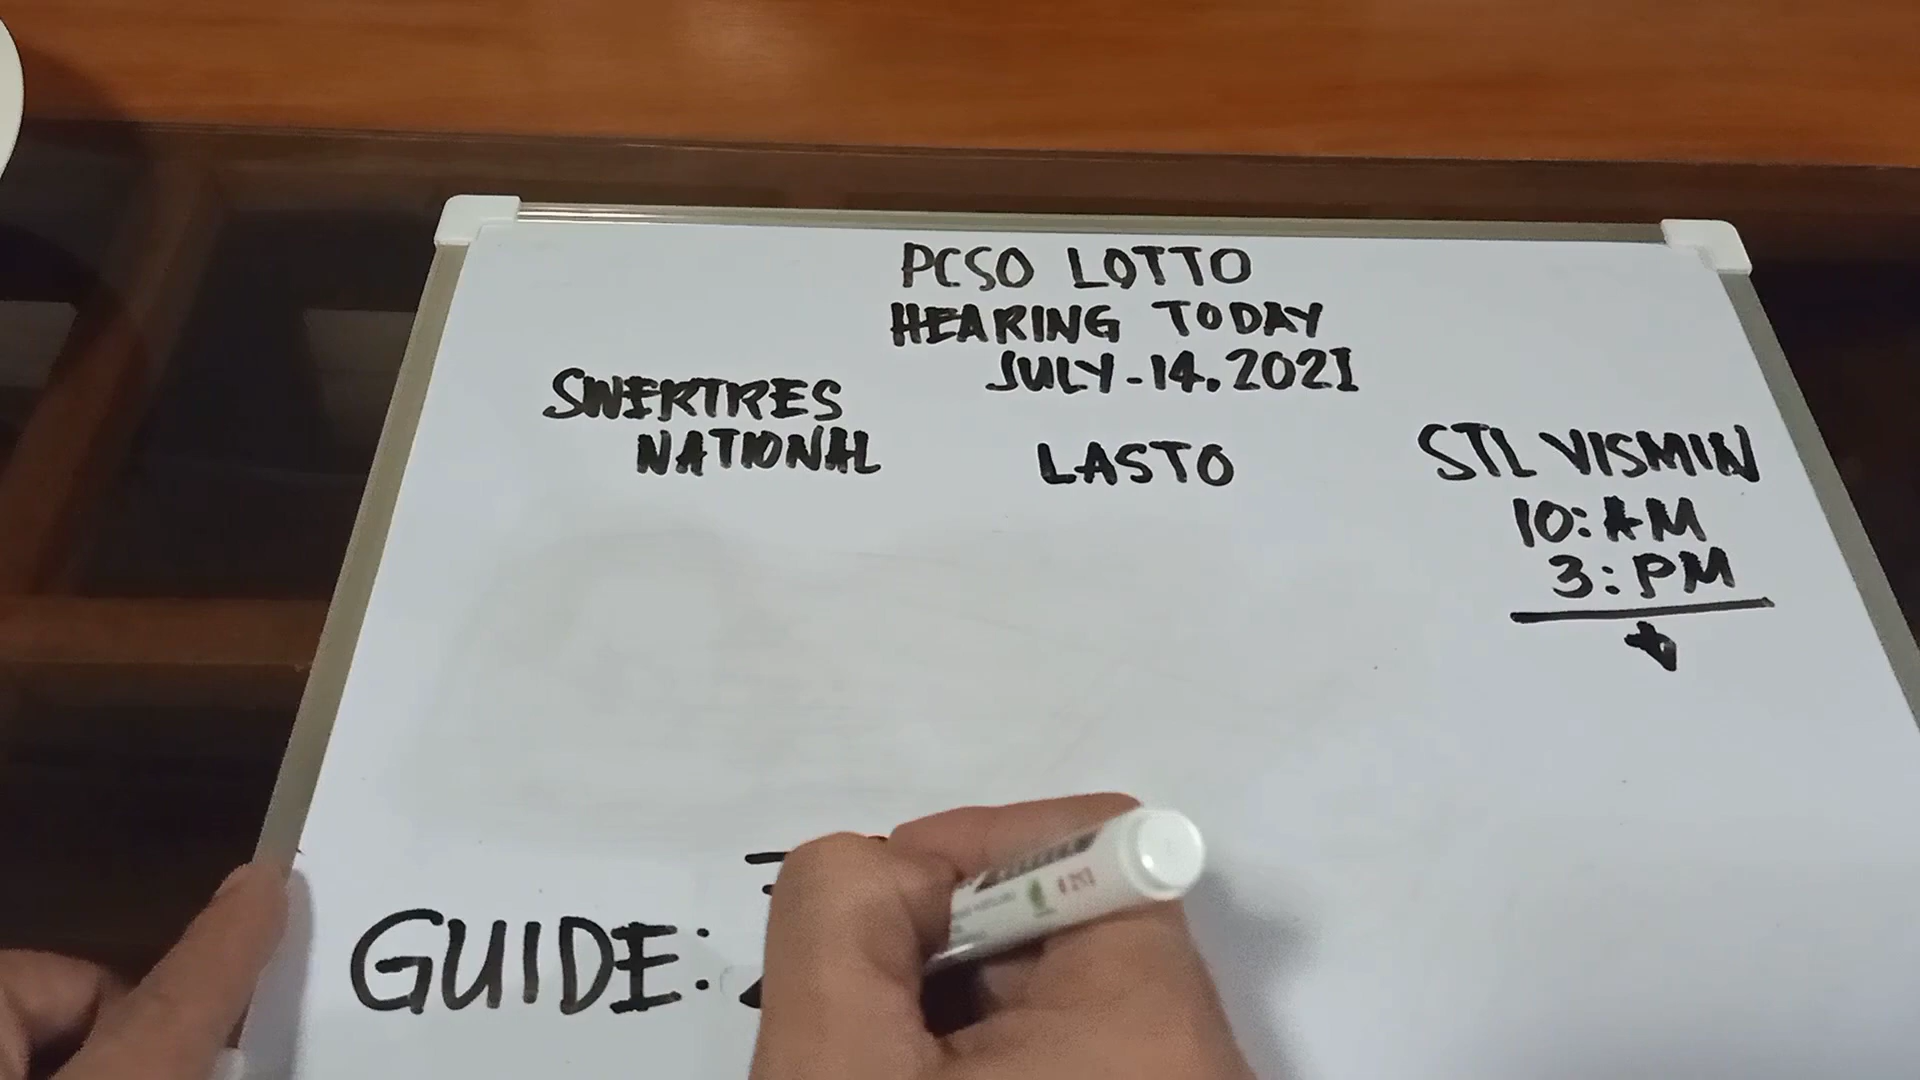 PCSO LOTTO
HEARING TODAY
JULY-14.2021
SWERTRES
NATIONAL
LASTO
STL VISMIN
10:AM
3:PM
GUIDE: